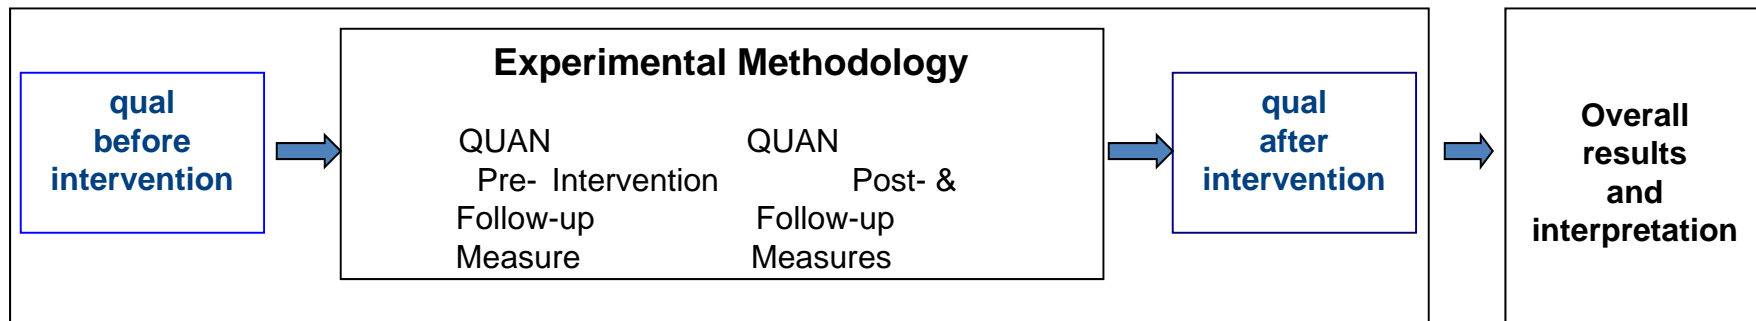 qual
before
intervention
Experimental Methodology
QUAN QUAN
Pre- Intervention Post- &
Follow-up Follow-up
Measure Measures
qual
after
intervention
Overall
results
and
interpretation